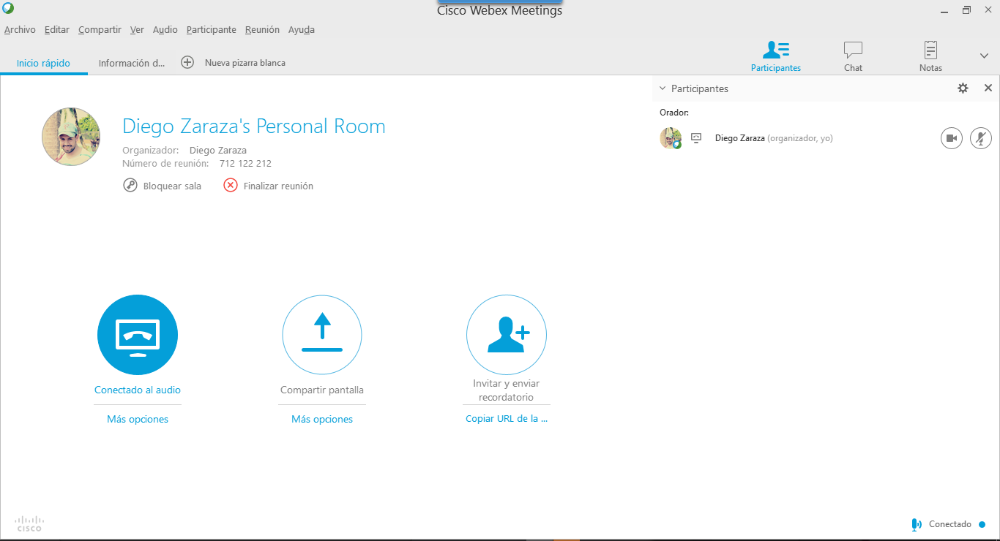 Cisco Webex Meetings
Archivo Editar Compartir Ver Audio Participante Reunión Ayuda
Inicio rápido Información d... Nueva pizarra blanca
Participantes Chat Notas
Participantes
Orador:
Diego Zaraza (organizador, yo)
Diego Zaraza's Personal Room
Organizador: Diego Zaraza
Número de reunión: 712 122 212
Bloquear sala Finalizar reunión
Conectado al audio
Más opciones
Compartir pantalla
Más opciones
Invitar y enviar
recordatorio
Copiar URL de la ...
CISCO
Conectado